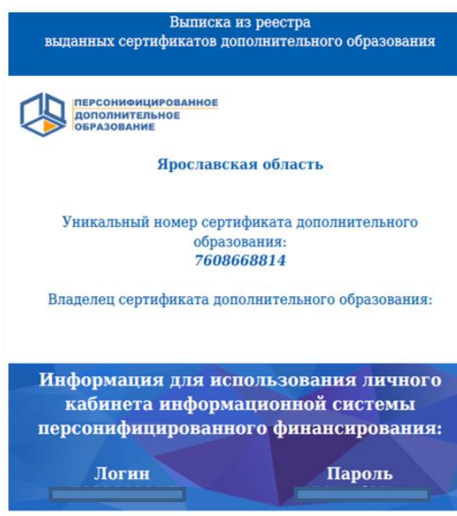 Выписка из реестра
выданных сертификатов дополнительного образования
ПЕРСОНИФИЦИРОВАННОЕ
ДОПОЛНИТЕЛЬНОЕ
ОБРАЗОВАНИЕ
Ярославская область
Уникальный номер сертификата дополнительного
образования:
7608668814
Владелец сертификата дополнительного образования:
Информация для использования личного
кабинета информационной системы
персонифицированного финансирования:
Логин Пароль